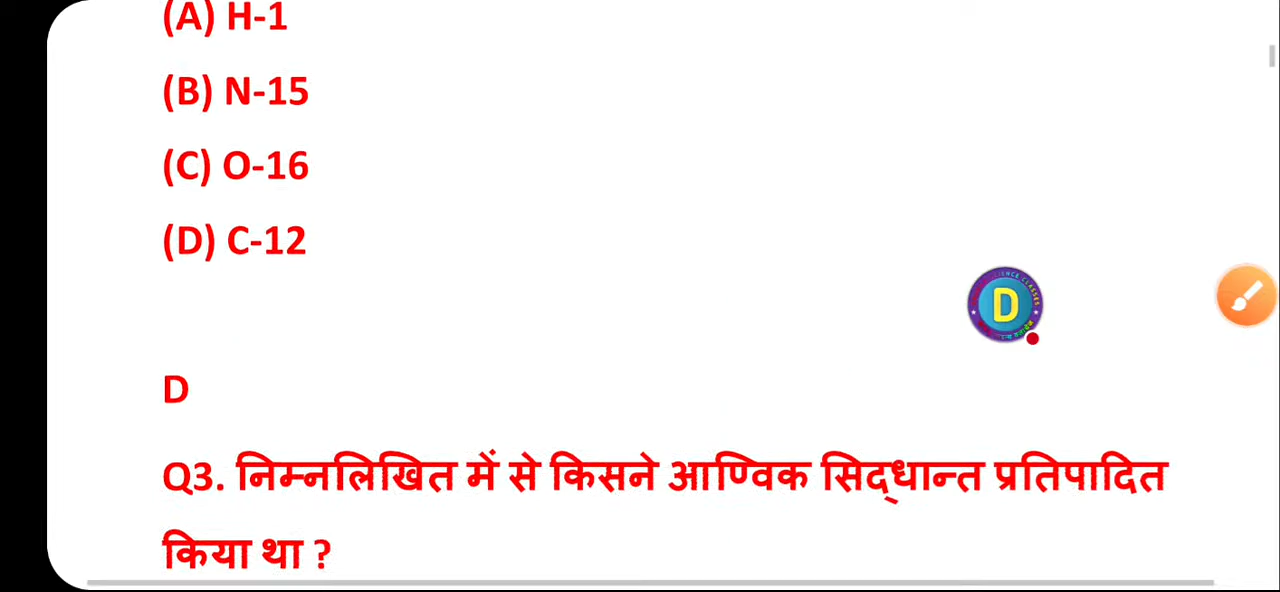 (A) H-1
(B) N-15
(C) O-16
(D) C-12
D
D
Q3. निम्नलिखित में से किसने आण्विक सिद्धान्त प्रतिपादित
किया था ?